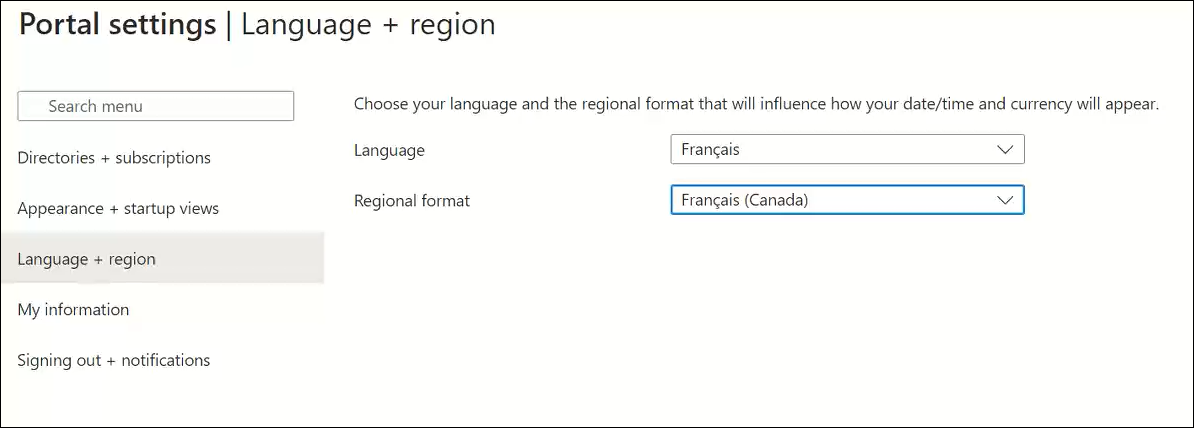 Portal settings | Language + region
Search menu
Choose your language and the regional format that will influence how your date/time and currency will appear.
Directories + subscriptions
Language
Français
Appearance + startup views
Regional format
Français (Canada)
Language + region
My information
Signing out + notifications